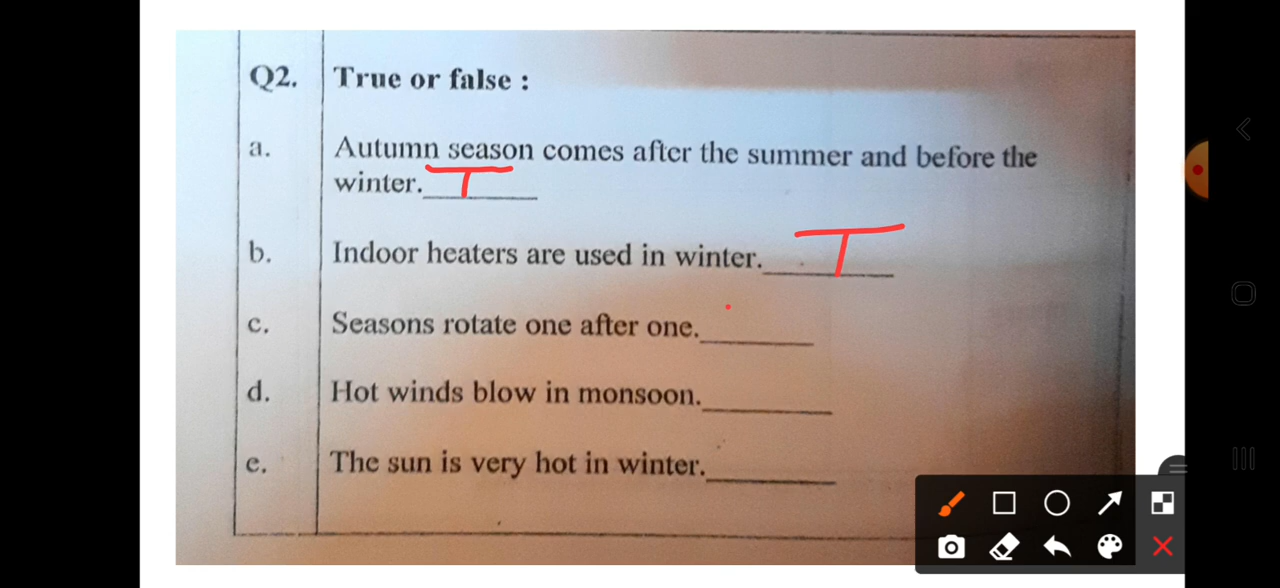 Q2. True or false :
a. Autumn season comes after the summer and before the
winter. T
b. Indoor heaters are used in winter. T
c. Seasons rotate one after one.
d. Hot winds blow in monsoon.
e. The sun is very hot in winter.